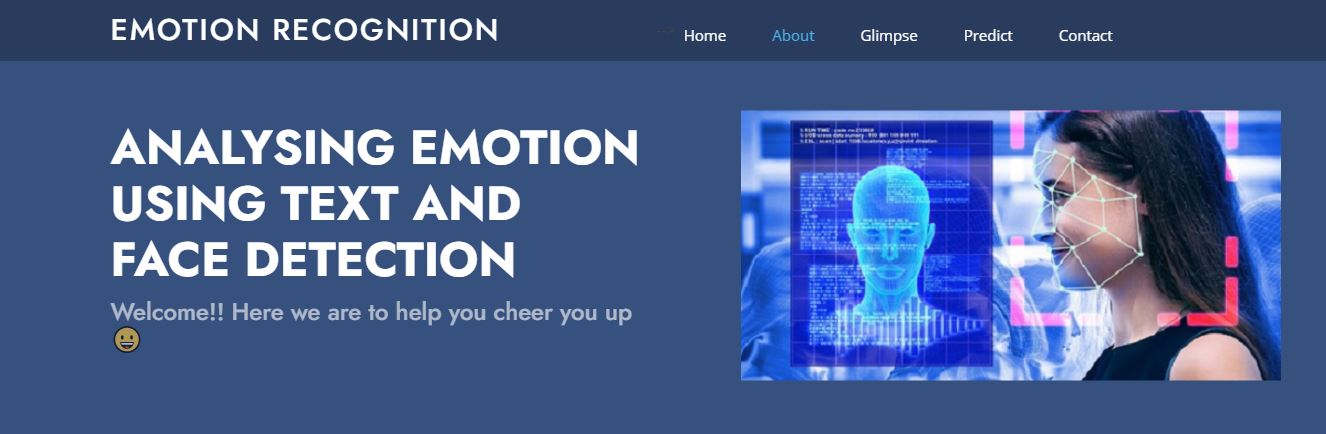 EMOTION RECOGNITION
--> Home About Glimpse Predict Contact
ANALYSING EMOTION
USING TEXT AND
FACE DETECTION
Welcome!! Here we are to help you cheer you up
😀